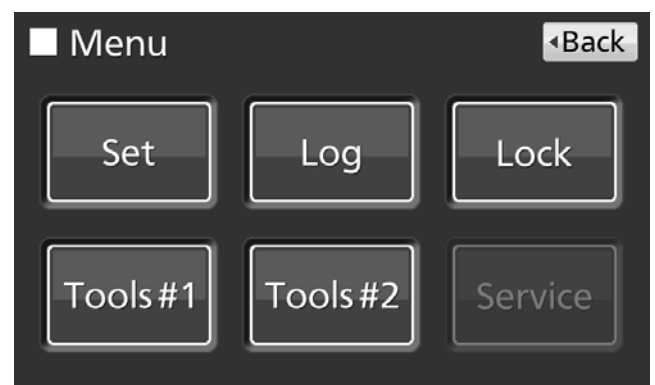 Menu
◂Back
Set
Log
Lock
Tools#1
Tools#2
Service